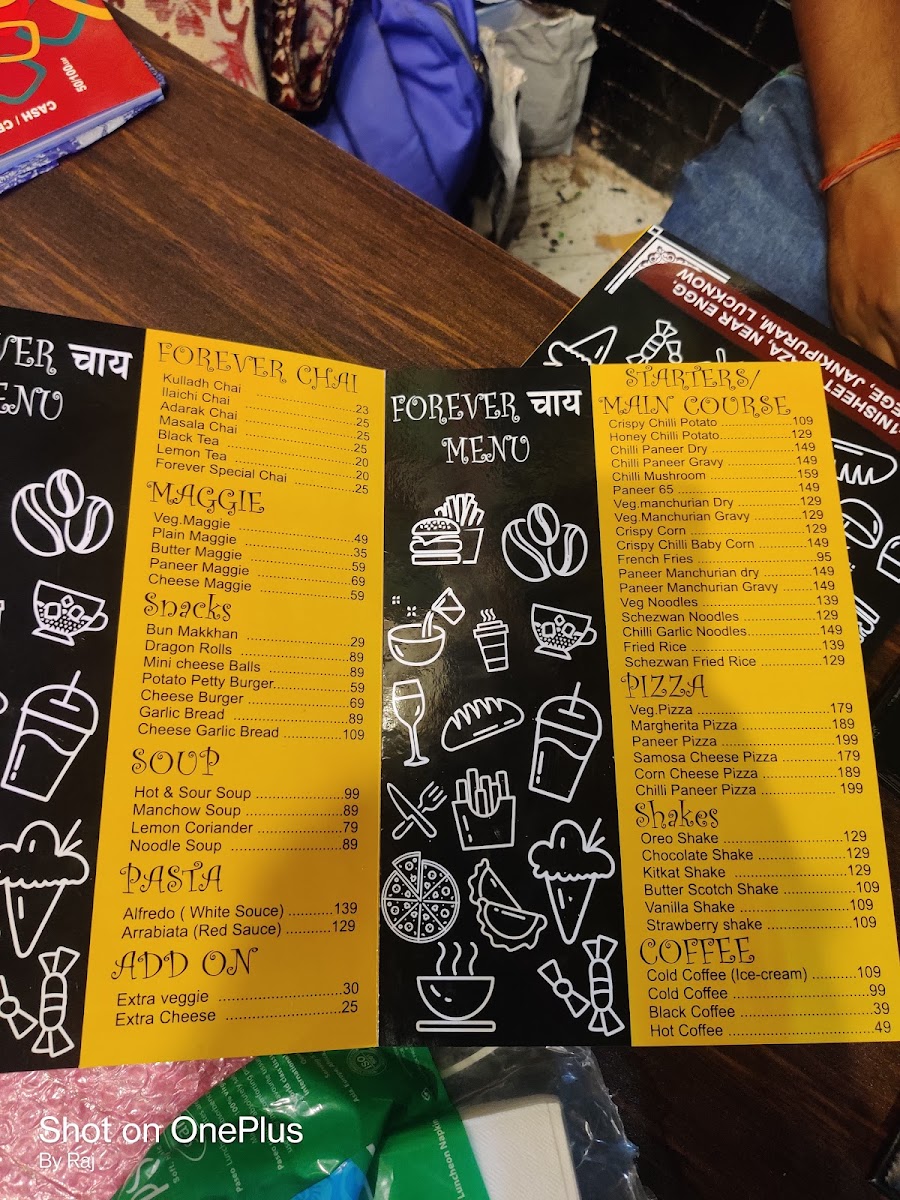 50/100
CASH / CE
NEAR ENGG.
JANKIPURAM, LUCKNOW
VER चाय
ENU
FOREVER CHAI
Kulladh Chai ...23
Ilaichi Chai ...25
Adarak Chai ...25
Masala Chai ...25
Black Tea ...20
Lemon Tea ...20
Forever Special Chai ...25
MAGGIE
Veg.Maggie ...49
Plain Maggie ...35
Butter Maggie ...59
Paneer Maggie ...69
Cheese Maggie ...59
Snacks
Bun Makkhan ...29
Dragon Rolls ...89
Mini cheese Balls ...89
Potato Petty Burger...59
Cheese Burger ...69
Garlic Bread ...89
Cheese Garlic Bread ...109
SOUP
Hot & Sour Soup ...99
Manchow Soup ...89
Lemon Coriander ...79
Noodle Soup ...89
PASTA
Alfredo ( White Souce) ...139
Arrabiata (Red Sauce) ...129
ADD ON
Extra veggie ...30
Extra Cheese ...25
FOREVER चाय
MENU
STARTERS/
MAIN COURSE
Crispy Chilli Potato ...109
Honey Chilli Potato...129
Chilli Paneer Dry ...149
Chilli Paneer Gravy ...149
Chilli Mushroom ...159
Paneer 65 ...149
Veg.manchurian Dry ...129
Veg.Manchurian Gravy ...129
Crispy Corn ...129
Crispy Chilli Baby Corn ...149
French Fries ...95
Paneer Manchurian dry ...149
Paneer Manchurian Gravy ...149
Veg Noodles ...139
Schezwan Noodles ...129
Chilli Garlic Noodles...149
Fried Rice ...139
Schezwan Fried Rice ...129
PIZZA
Veg.Pizza ...179
Margherita Pizza ...189
Paneer Pizza ...199
Samosa Cheese Pizza ...179
Corn Cheese Pizza ...189
Chilli Paneer Pizza ...199
Shakes
Oreo Shake ...129
Chocolate Shake ...129
Kitkat Shake ...129
Butter Scotch Shake ...109
Vanilla Shake ...109
Strawberry shake ...109
COFFEE
Cold Coffee (Ice-cream) ...109
Cold Coffee ...99
Black Coffee ...39
Hot Coffee ...49
Luncheon Napkin
Shot on OnePlus
By Raj